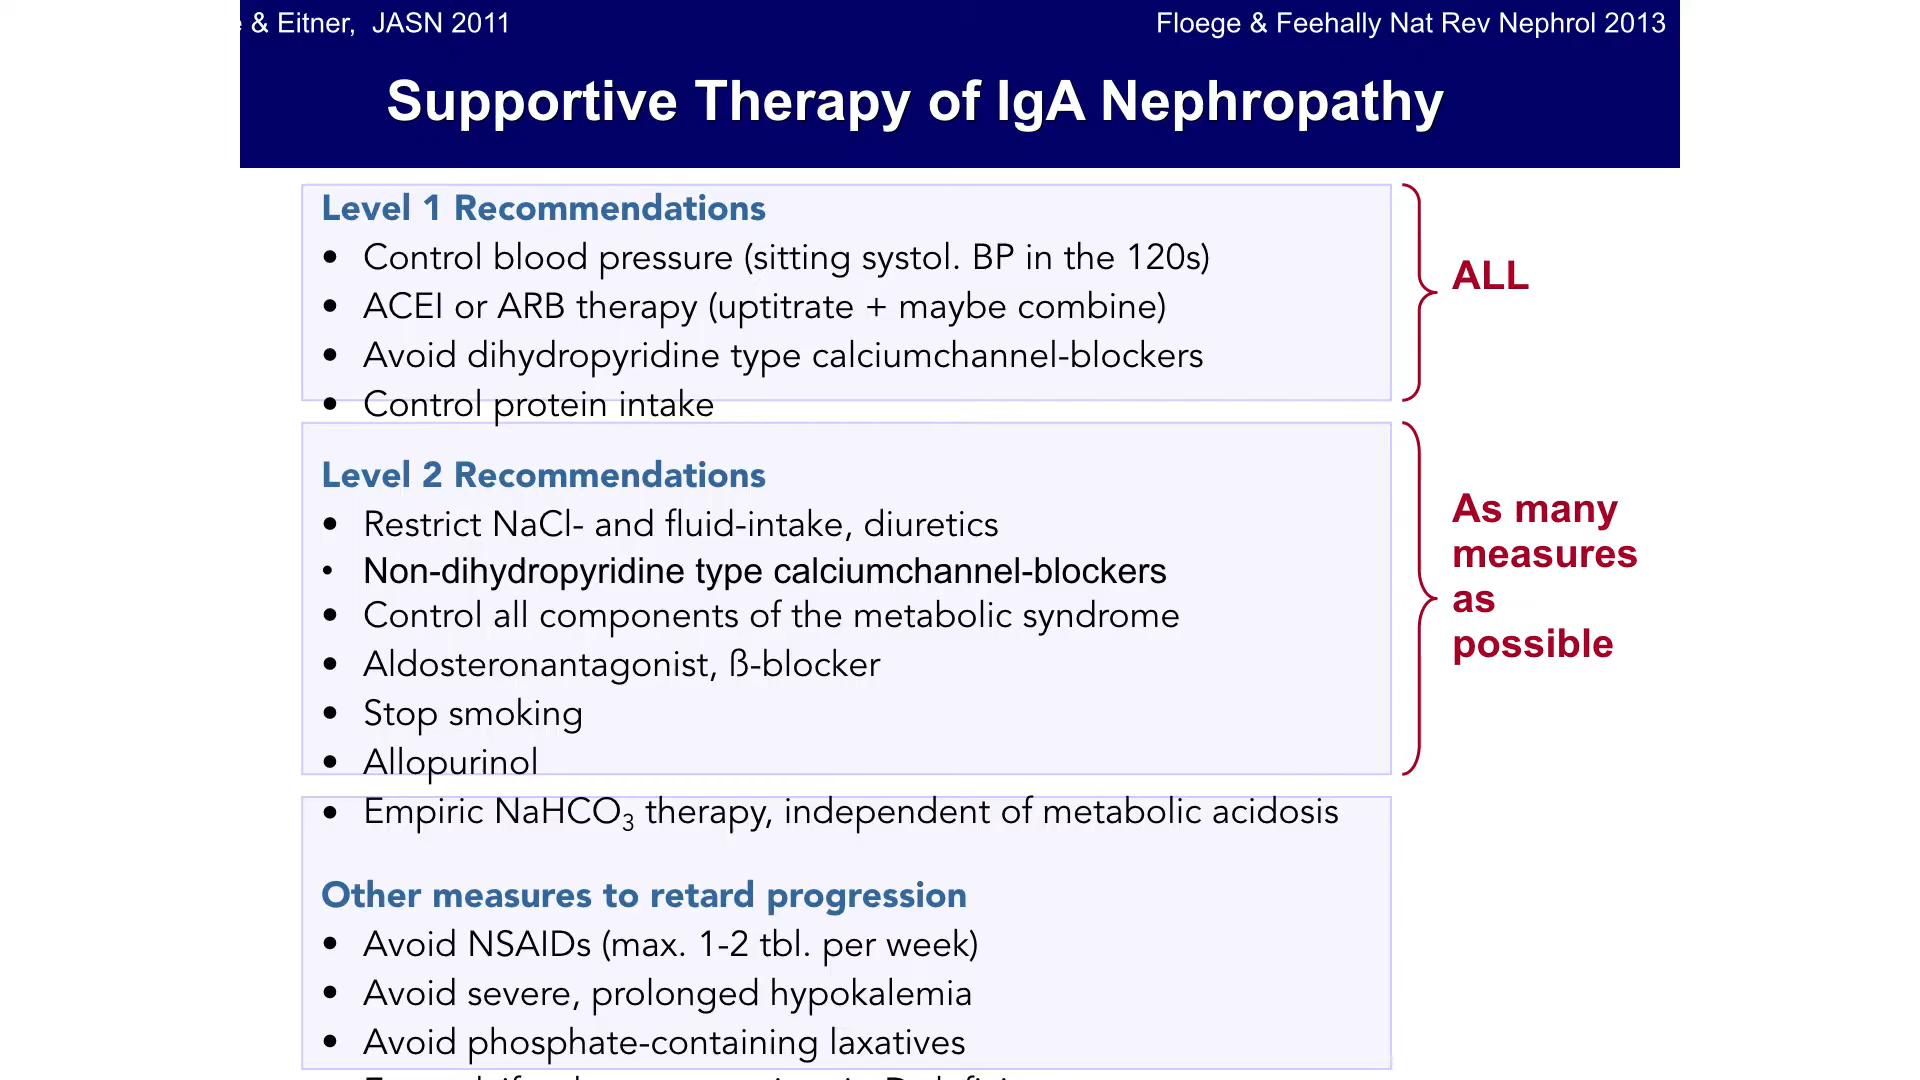 & Eitner, JASN 2011
Floege & Feehally Nat Rev Nephrol 2013
Supportive Therapy of IgA Nephropathy
Level 1 Recommendations
• Control blood pressure (sitting systol. BP in the 120s)
• ACEI or ARB therapy (uptitrate + maybe combine)
• Avoid dihydropyridine type calciumchannel-blockers
• Control protein intake
ALL
Level 2 Recommendations
• Restrict NaCl- and fluid-intake, diuretics
• Non-dihydropyridine type calciumchannel-blockers
• Control all components of the metabolic syndrome
• Aldosteronantagonist, ß-blocker
• Stop smoking
• Allopurinol
• Empiric NaHCO3 therapy, independent of metabolic acidosis
As many
measures
as
possible
Other measures to retard progression
• Avoid NSAIDs (max. 1-2 tbl. per week)
• Avoid severe, prolonged hypokalemia
• Avoid phosphate-containing laxatives